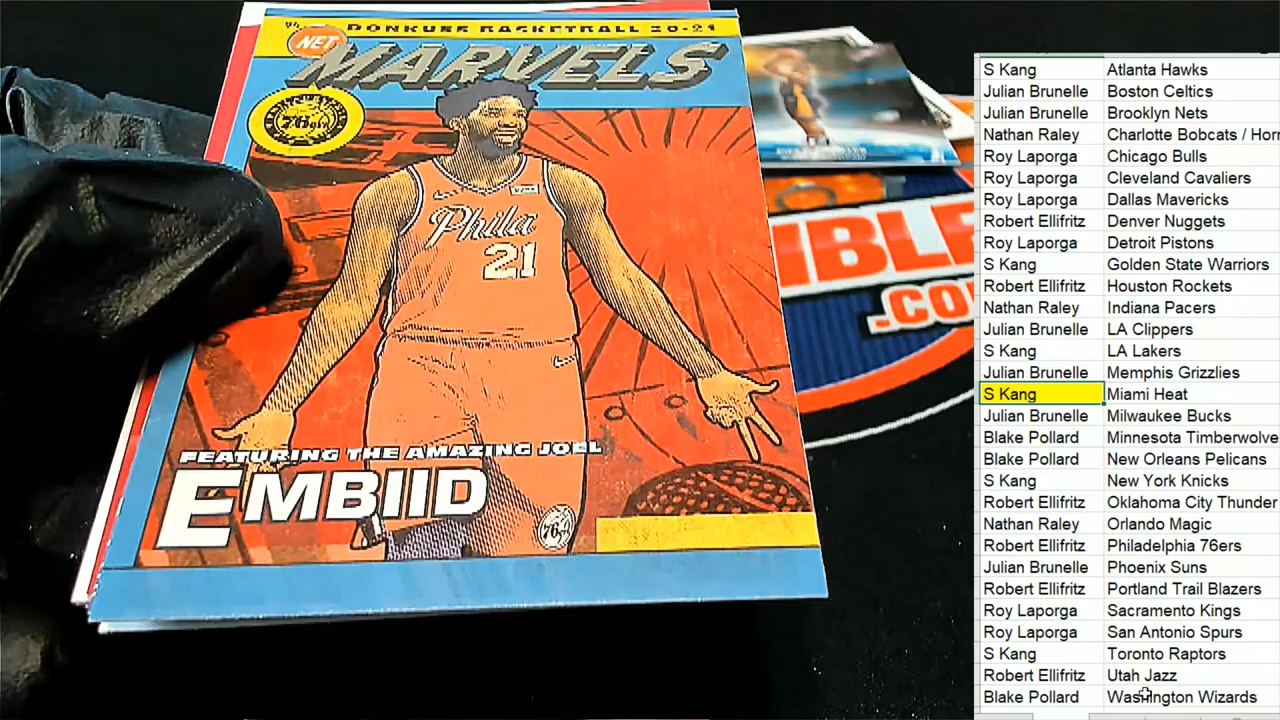 DONRUSS BASKETBALL 20-21
NET
MARVELS
76ers
Phila
21
FEATURING THE AMAZING JOEL
EMBIID
76
IBLE
.CO
S Kang Atlanta Hawks
Julian Brunelle Boston Celtics
Julian Brunelle Brooklyn Nets
Nathan Raley Charlotte Bobcats / Hor
Roy Laporga Chicago Bulls
Roy Laporga Cleveland Cavaliers
Roy Laporga Dallas Mavericks
Robert Ellifritz Denver Nuggets
Roy Laporga Detroit Pistons
S Kang Golden State Warriors
Robert Ellifritz Houston Rockets
Nathan Raley Indiana Pacers
Julian Brunelle LA Clippers
S Kang LA Lakers
Julian Brunelle Memphis Grizzlies
S Kang Miami Heat
Julian Brunelle Milwaukee Bucks
Blake Pollard Minnesota Timberwolve
Blake Pollard New Orleans Pelicans
S Kang New York Knicks
Robert Ellifritz Oklahoma City Thunder
Nathan Raley Orlando Magic
Robert Ellifritz Philadelphia 76ers
Julian Brunelle Phoenix Suns
Robert Ellifritz Portland Trail Blazers
Roy Laporga Sacramento Kings
Roy Laporga San Antonio Spurs
S Kang Toronto Raptors
Robert Ellifritz Utah Jazz
Blake Pollard Washington Wizards